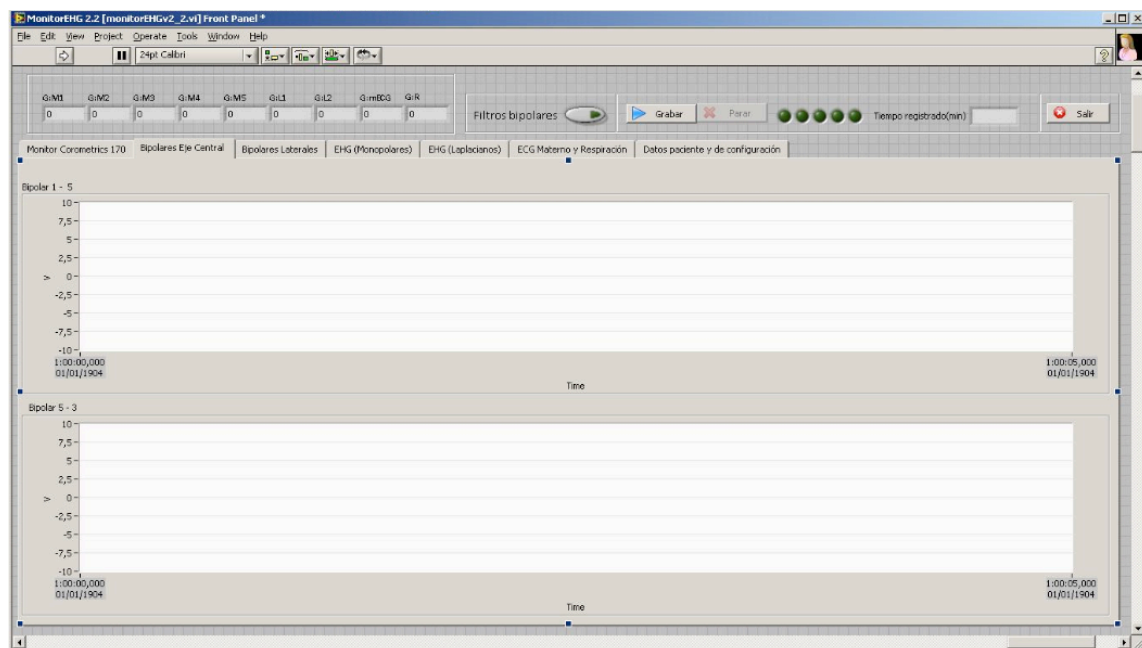 MonitorEHG 2.2 [monitorEHGv2_2.vi] Front Panel *
File Edit View Project Operate Tools Window Help
24pt Calibri
G:M1 G:M2 G:M3 G:M4 G:M5 G:L1 G:L2 G:mECG G:R
0 0 0 0 0 0 0 0 0
Filtros bipolares Grabar Parar Tiempo registrado(min) Salir
Monitor Corometrics 170 Bipolares Eje Central Bipolares Laterales EHG (Monopolares) EHG (Laplacianos) ECG Materno y Respiración Datos paciente y de configuración
Bipolar 1 - 5
10
7,5
5
2,5
V 0
-2,5
-5
-7,5
-10
1:00:00,000 1:00:05,000
01/01/1904 01/01/1904
Time
Bipolar 5 - 3
10
7,5
5
2,5
V 0
-2,5
-5
-7,5
-10
1:00:00,000 1:00:05,000
01/01/1904 01/01/1904
Time